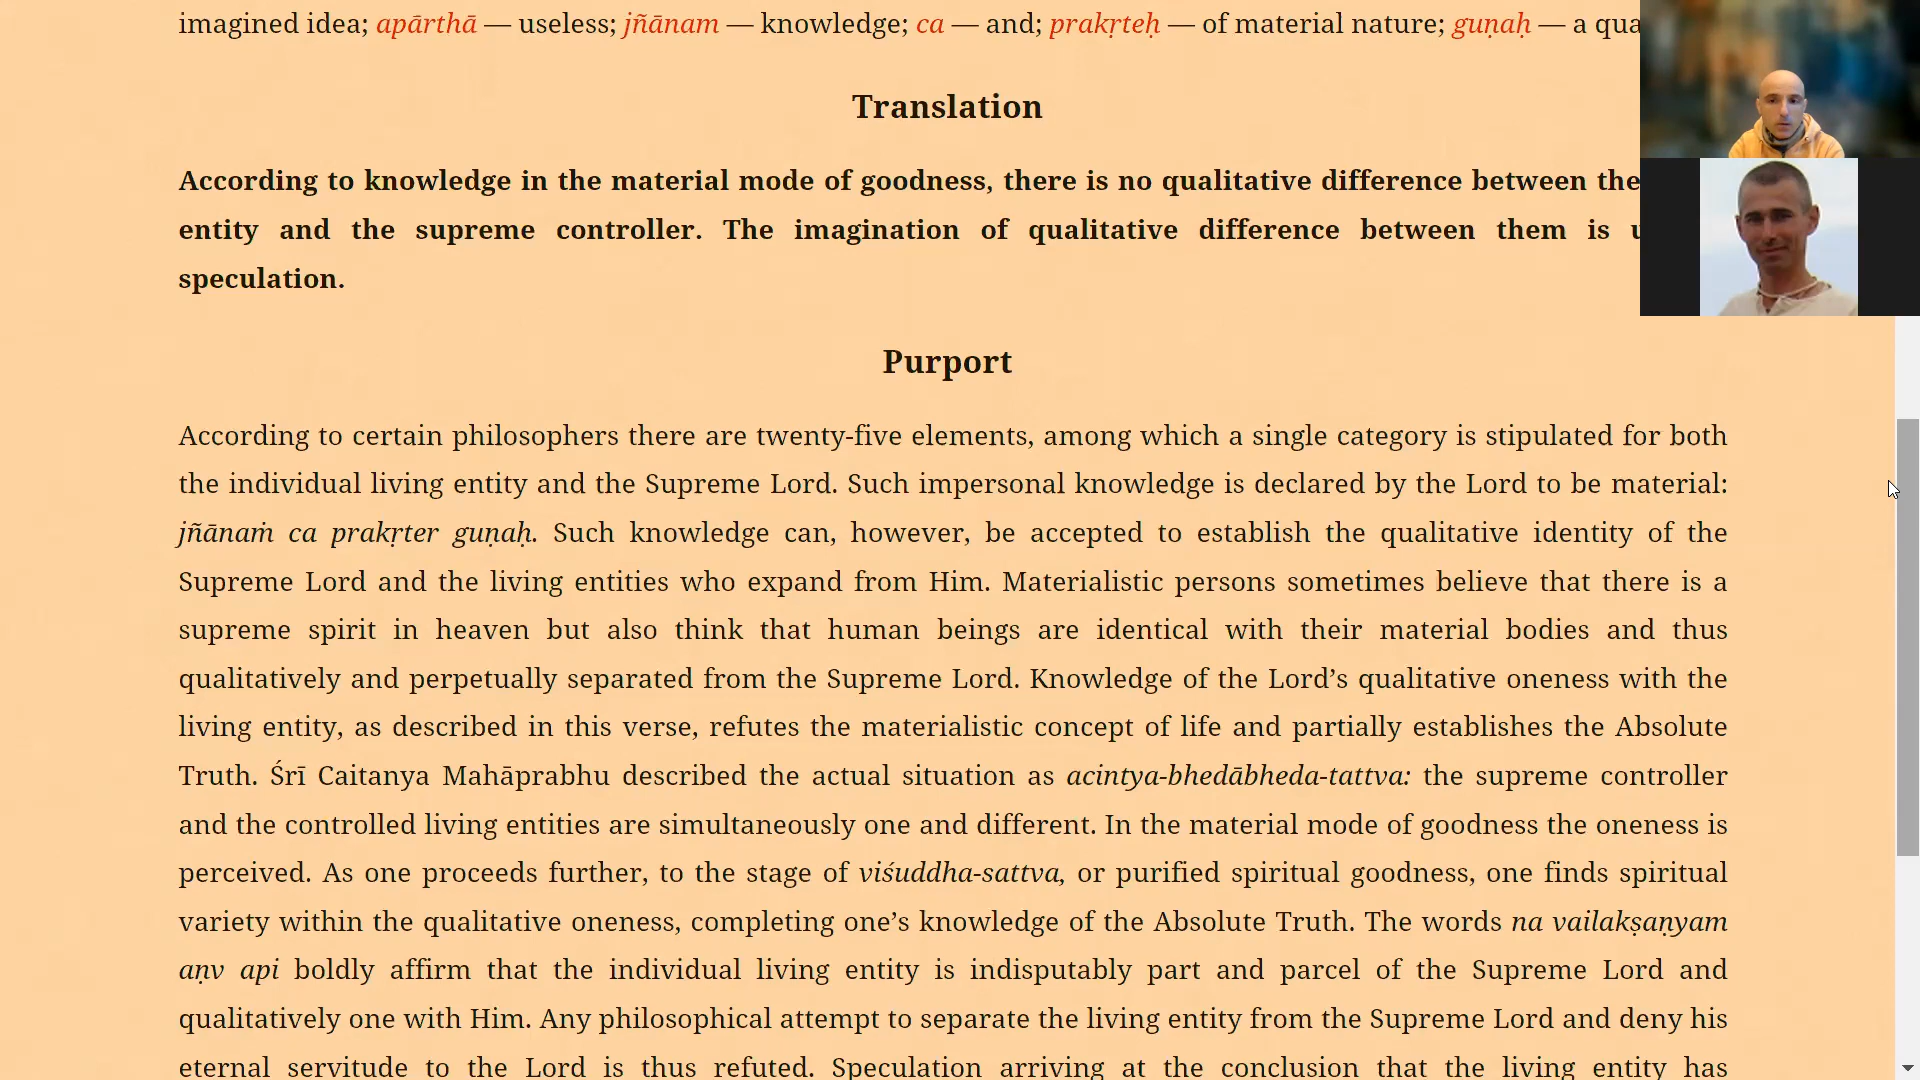 imagined idea; apārthā — useless; jñānam — knowledge; ca — and; prakṛteḥ — of material nature; guṇaḥ — a
Translation
According to knowledge in the material mode of goodness, there is no qualitative difference between the
entity and the supreme controller. The imagination of qualitative difference between them is
speculation.
Purport
According to certain philosophers there are twenty-five elements, among which a single category is stipulated for both
the individual living entity and the Supreme Lord. Such impersonal knowledge is declared by the Lord to be material:
jñānaṁ ca prakṛter guṇaḥ. Such knowledge can, however, be accepted to establish the qualitative identity of the
Supreme Lord and the living entities who expand from Him. Materialistic persons sometimes believe that there is a
supreme spirit in heaven but also think that human beings are identical with their material bodies and thus
qualitatively and perpetually separated from the Supreme Lord. Knowledge of the Lord’s qualitative oneness with the
living entity, as described in this verse, refutes the materialistic concept of life and partially establishes the Absolute
Truth. Śrī Caitanya Mahāprabhu described the actual situation as acintya-bhedābheda-tattva: the supreme controller
and the controlled living entities are simultaneously one and different. In the material mode of goodness the oneness is
perceived. As one proceeds further, to the stage of viśuddha-sattva, or purified spiritual goodness, one finds spiritual
variety within the qualitative oneness, completing one’s knowledge of the Absolute Truth. The words na vailakṣaṇyam
aṇv api boldly affirm that the individual living entity is indisputably part and parcel of the Supreme Lord and
qualitatively one with Him. Any philosophical attempt to separate the living entity from the Supreme Lord and deny his
eternal servitude to the Lord is thus refuted. Speculation arriving at the conclusion that the living entity has